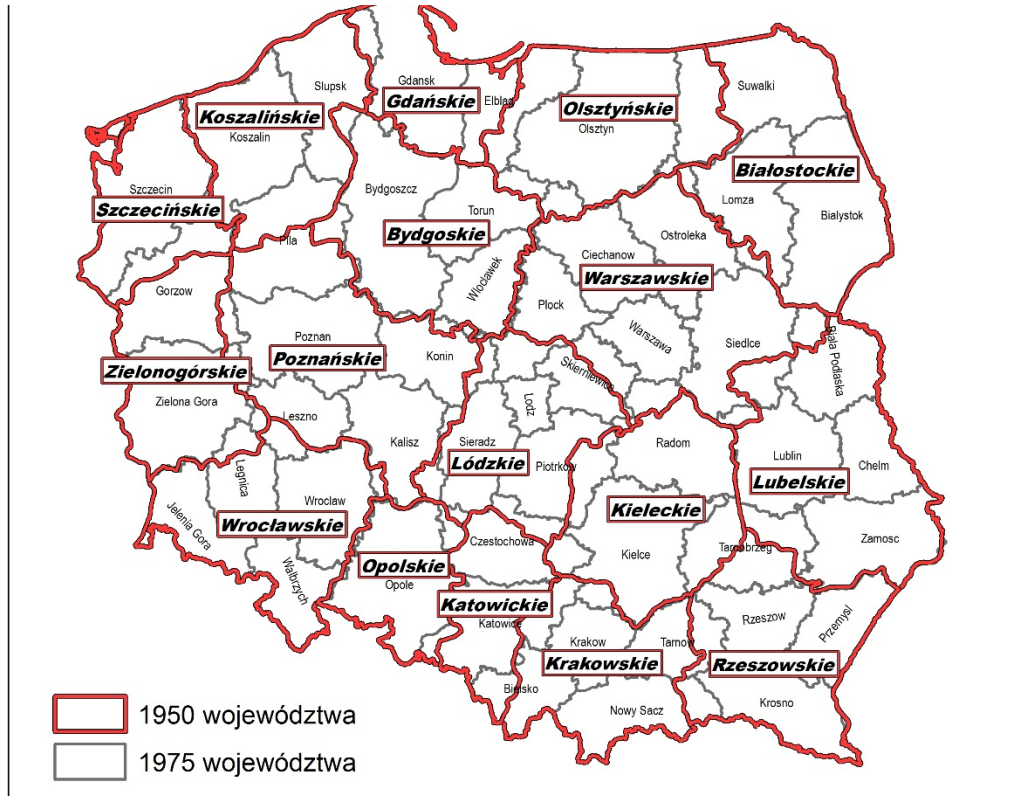 Suwalki
Slupsk
Gdansk
Gdańskie
Elblag
Olsztyńskie
Koszalińskie
Koszalin
Olsztyn
Białostockie
Szczecin
Bydgoszcz
Lomza
Szczecińskie
Torun
Bialystok
Bydgoskie
Ostroleka
Pila
Ciechanow
Wloclawek
Warszawskie
Gorzow
Plock
Poznan
Warszawa
Siedlce
Biala Podlaska
Poznańskie
Konin
Zielonogórskie
Skierniewice
Zielona Gora
Leszno
Lodz
Kalisz
Sieradz
Radom
Lódzkie
Piotrkow
Lublin
Chelm
Legnica
Lubelskie
Wroclaw
Kieleckie
Wrocławskie
Jelenia Gora
Czestochowa
Zamosc
Kielce
Tarnobrzeg
Opolskie
Walbrzych
Opole
Katowickie
Katowice
Rzeszow
Przemysl
Krakow
Tarnow
Krakowskie
Rzeszowskie
Bielsko
Nowy Sacz
Krosno
1950 województwa
1975 województwa